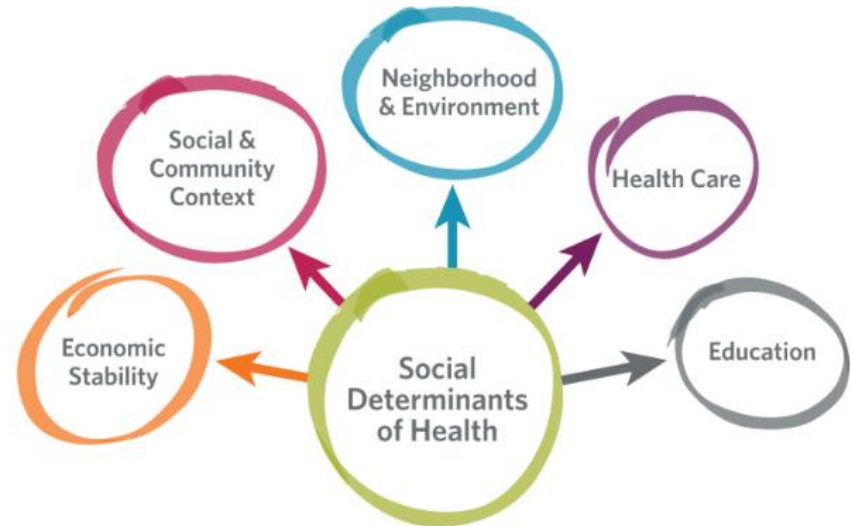 Neighborhood
& Environment
Social &
Community
Context
Health Care
Economic
Stability
Social
Determinants
of Health
Education